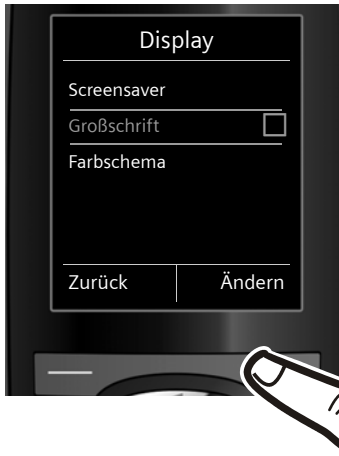 Display
Screensaver
Großschrift
Farbschema
Zurück Ändern